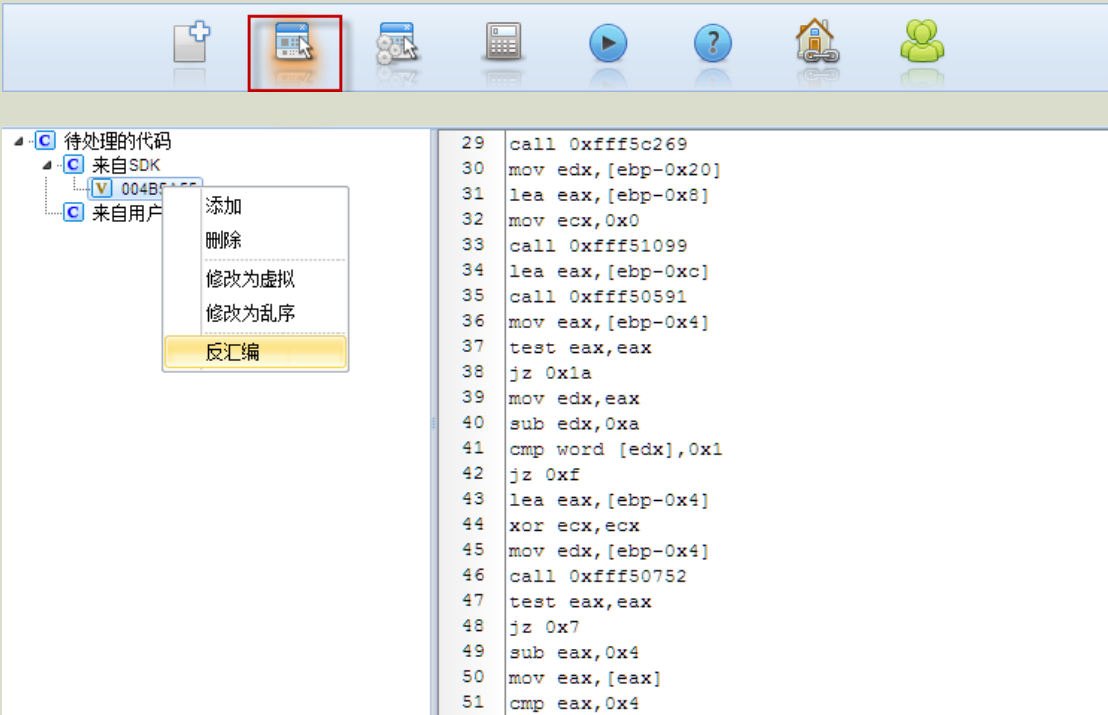 待处理的代码
来自SDK
来自用户
添加
删除
修改为虚拟
修改为乱序
反汇编
29 call 0xfff5c269
30 mov edx,[ebp-0x20]
31 lea eax,[ebp-0x8]
32 mov ecx,0x0
33 call 0xfff51099
34 lea eax,[ebp-0xc]
35 call 0xfff50591
36 mov eax,[ebp-0x4]
37 test eax,eax
38 jz 0x1a
39 mov edx,eax
40 sub edx,0xa
41 cmp word [edx],0x1
42 jz 0xf
43 lea eax,[ebp-0x4]
44 xor ecx,ecx
45 mov edx,[ebp-0x4]
46 call 0xfff50752
47 test eax,eax
48 jz 0x7
49 sub eax,0x4
50 mov eax,[eax]
51 cmp eax,0x4